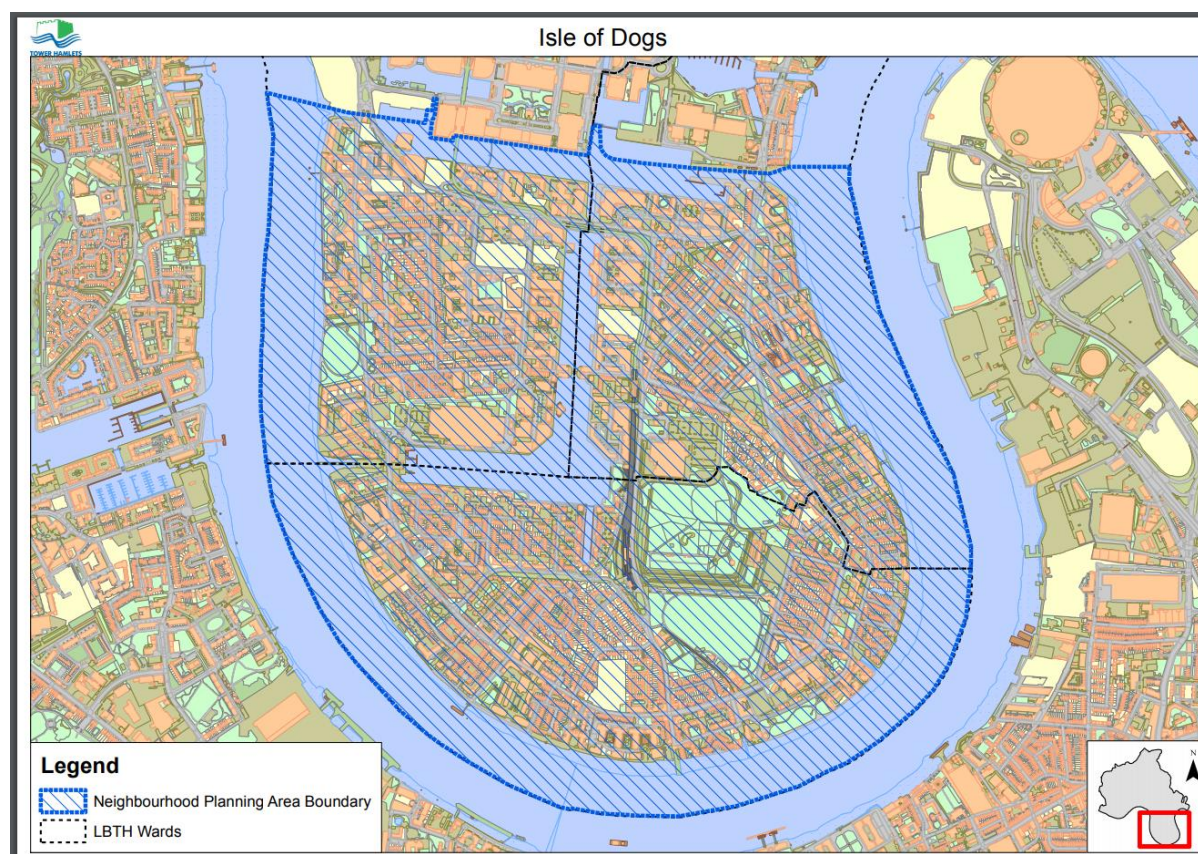 Isle of Dogs
TOWER HAMLETS
Legend
Neighbourhood Planning Area Boundary
LBTH Wards
N